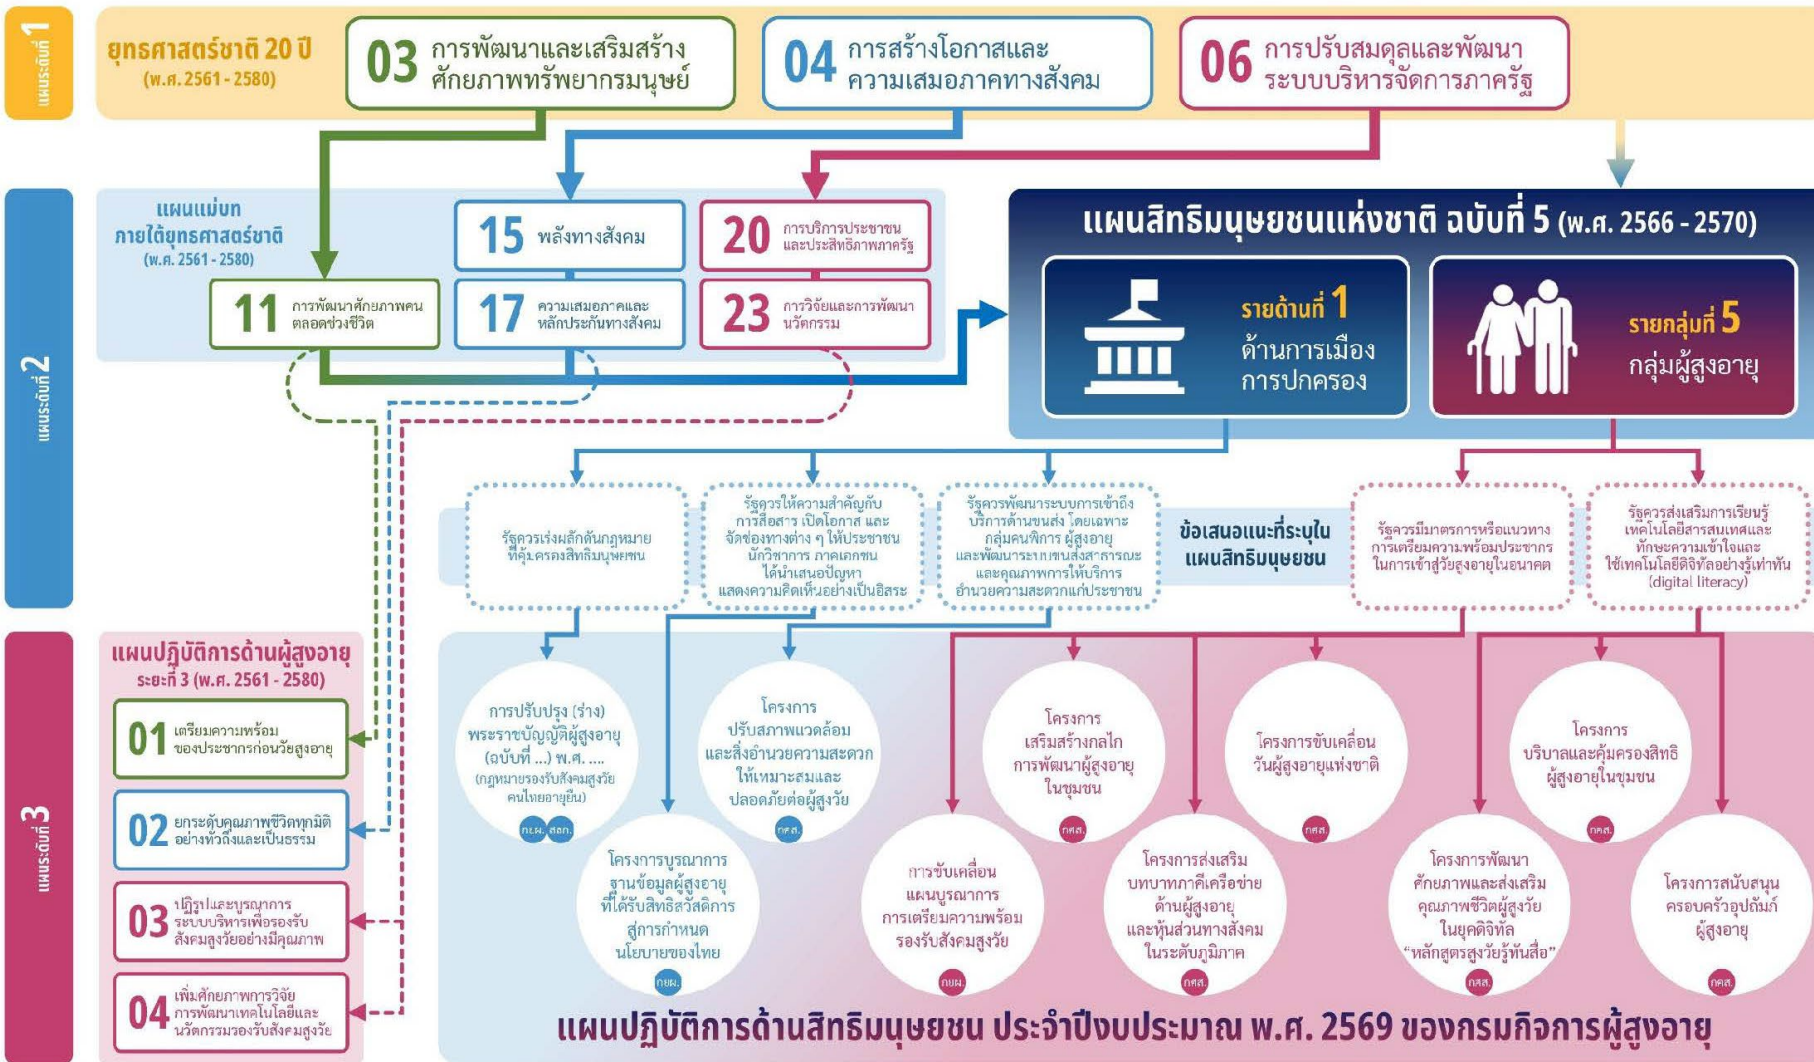 แผนระดับที่ 1
ยุทธศาสตร์ชาติ 20 ปี
(พ.ศ. 2561 - 2580)
03 การพัฒนาและเสริมสร้าง
ศักยภาพทรัพยากรมนุษย์
04 การสร้างโอกาสและ
ความเสมอภาคทางสังคม
06 การปรับสมดุลและพัฒนา
ระบบบริหารจัดการภาครัฐ
แผนระดับที่ 2
แผนแม่บท
ภายใต้ยุทธศาสตร์ชาติ
(พ.ศ. 2561 - 2580)
15 พลังทางสังคม
20 การบริการประชาชน
และประสิทธิภาพภาครัฐ
11 การพัฒนาศักยภาพคน
ตลอดช่วงชีวิต
17 ความเสมอภาคและ
หลักประกันทางสังคม
23 การวิจัยและการพัฒนา
นวัตกรรม
แผนสิทธิมนุษยชนแห่งชาติ ฉบับที่ 5 (พ.ศ. 2566 - 2570)
รายด้านที่ 1
ด้านการเมือง
การปกครอง
รายกลุ่มที่ 5
กลุ่มผู้สูงอายุ
รัฐควรเร่งผลักดันกฎหมาย
ที่คุ้มครองสิทธิมนุษยชน
รัฐควรให้ความสำคัญกับ
การสื่อสาร เปิดโอกาส และ
จัดช่องทางต่าง ๆ ให้ประชาชน
นักวิชาการ ภาคเอกชน
ได้นำเสนอปัญหา
แสดงความคิดเห็นอย่างเป็นอิสระ
รัฐควรพัฒนาระบบการเข้าถึง
บริการด้านขนส่ง โดยเฉพาะ
กลุ่มคนพิการ ผู้สูงอายุ
และพัฒนาระบบขนส่งสาธารณะ
และคุณภาพการให้บริการ
อำนวยความสะดวกแก่ประชาชน
ข้อเสนอแนะที่ระบุใน
แผนสิทธิมนุษยชน
รัฐควรมีมาตรการหรือแนวทาง
การเตรียมความพร้อมประชากร
ในการเข้าสู่วัยสูงอายุในอนาคต
รัฐควรส่งเสริมการเรียนรู้
เทคโนโลยีสารสนเทศและ
ทักษะความเข้าใจและ
ใช้เทคโนโลยีดิจิทัลอย่างรู้เท่าทัน
(digital literacy)
แผนระดับที่ 3
แผนปฏิบัติการด้านผู้สูงอายุ
ระยะที่ 3 (พ.ศ. 2561 - 2580)
01 เตรียมความพร้อม
ของประชากรก่อนวัยสูงอายุ
02 ยกระดับคุณภาพชีวิตทุกมิติ
อย่างทั่วถึงและเป็นธรรม
03 ปฏิรูปและบูรณาการ
ระบบบริหารเพื่อรองรับ
สังคมสูงวัยอย่างมีคุณภาพ
04 เพิ่มศักยภาพการวิจัย
การพัฒนาเทคโนโลยีและ
นวัตกรรมรองรับสังคมสูงวัย
การปรับปรุง (ร่าง)
พระราชบัญญัติผู้สูงอายุ
(ฉบับที่ ...) พ.ศ. ....
(กฎหมายรองรับสังคมสูงวัย
คนไทยอายุยืน)
กยผ. สลก.
โครงการ
ปรับสภาพแวดล้อม
และสิ่งอำนวยความสะดวก
ให้เหมาะสมและ
ปลอดภัยต่อผู้สูงวัย
กศส.
โครงการ
เสริมสร้างกลไก
การพัฒนาผู้สูงอายุ
ในชุมชน
กศส.
โครงการขับเคลื่อน
วันผู้สูงอายุแห่งชาติ
กศส.
โครงการ
บริบาลและคุ้มครองสิทธิ
ผู้สูงอายุในชุมชน
กคส.
โครงการบูรณาการ
ฐานข้อมูลผู้สูงอายุ
ที่ได้รับสิทธิสวัสดิการ
สู่การกำหนด
นโยบายของไทย
กยผ.
การขับเคลื่อน
แผนบูรณาการ
การเตรียมความพร้อม
รองรับสังคมสูงวัย
กยผ.
โครงการส่งเสริม
บทบาทภาคีเครือข่าย
ด้านผู้สูงอายุ
และหุ้นส่วนทางสังคม
ในระดับภูมิภาค
กศส.
โครงการพัฒนา
ศักยภาพและส่งเสริม
คุณภาพชีวิตผู้สูงวัย
ในยุคดิจิทัล
“หลักสูตรสูงวัยรู้ทันสื่อ”
กศส.
โครงการสนับสนุน
ครอบครัวอุปถัมภ์
ผู้สูงอายุ
กคส.
แผนปฏิบัติการด้านสิทธิมนุษยชน ประจำปีงบประมาณ พ.ศ. 2569 ของกรมกิจการผู้สูงอายุ